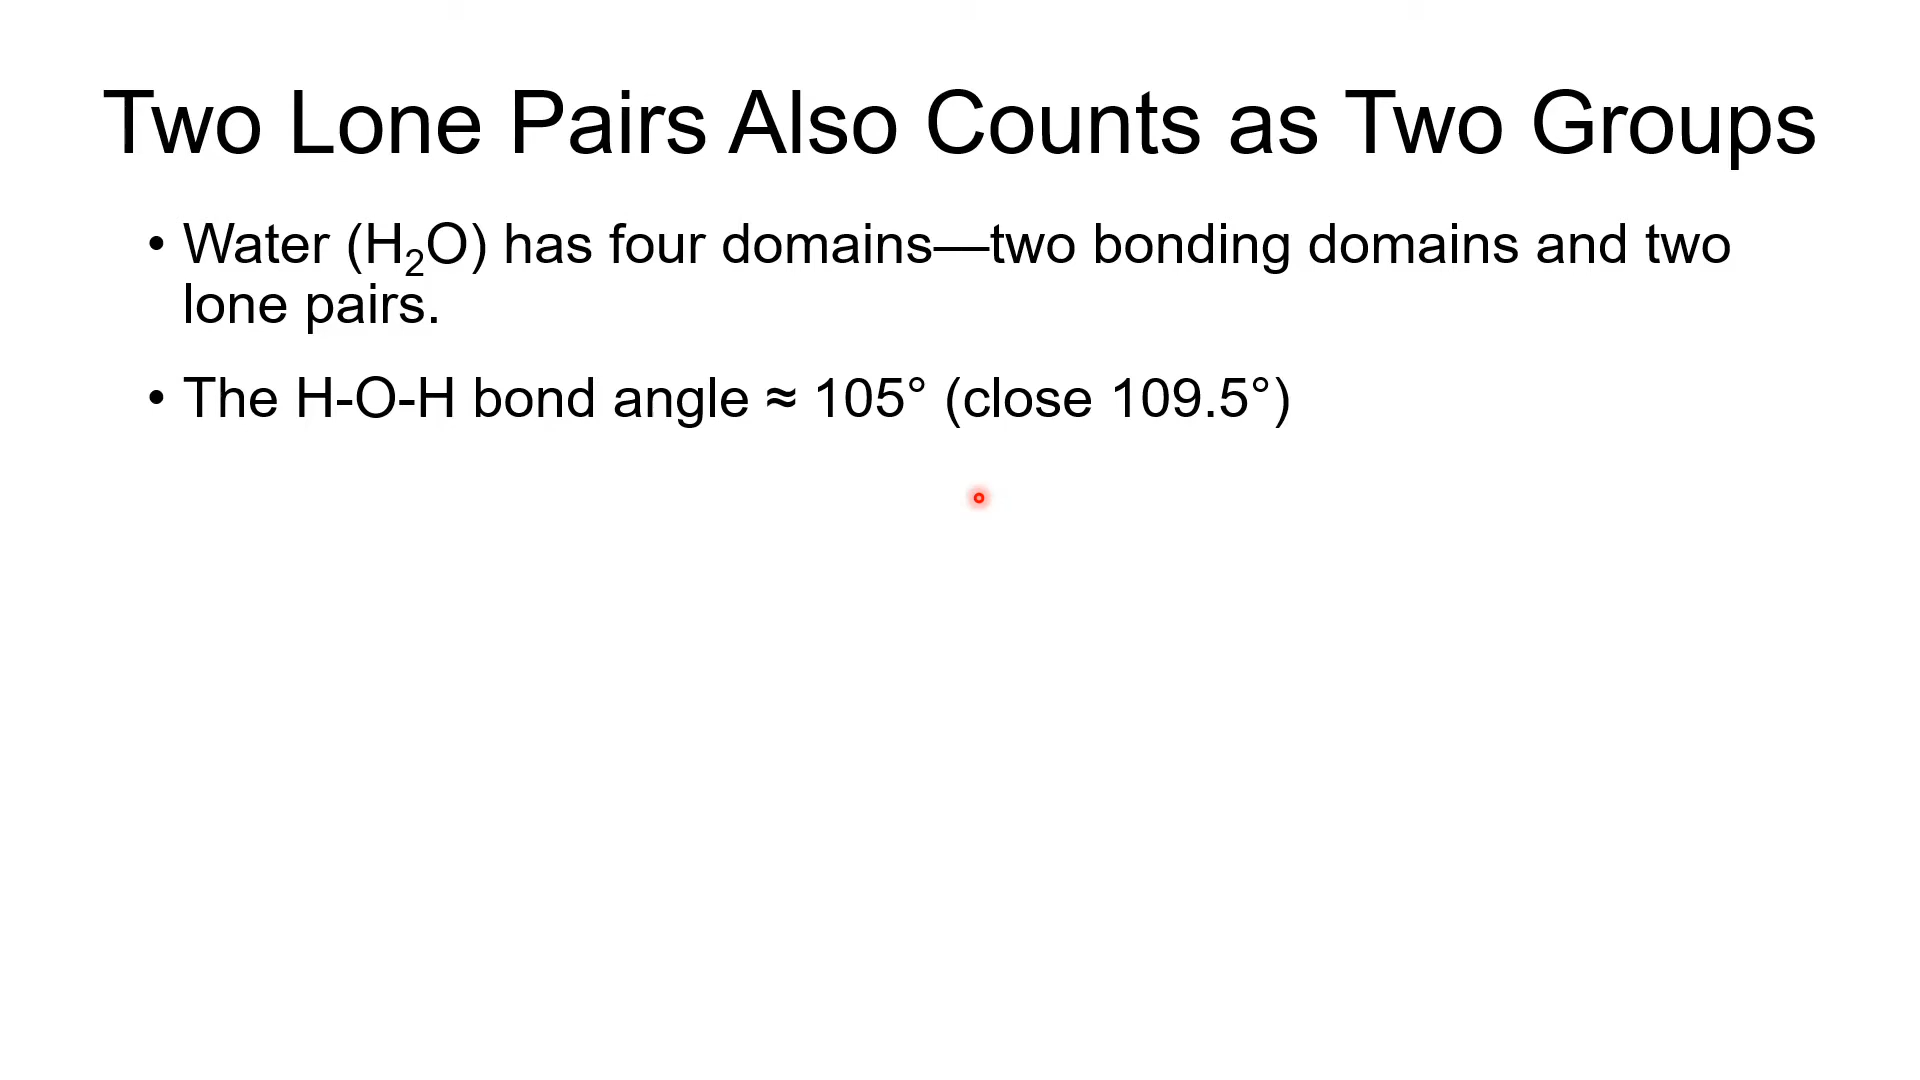 Two Lone Pairs Also Counts as Two Groups
• Water (H₂O) has four domains—two bonding domains and two
lone pairs.
• The H-O-H bond angle ≈ 105° (close 109.5°)